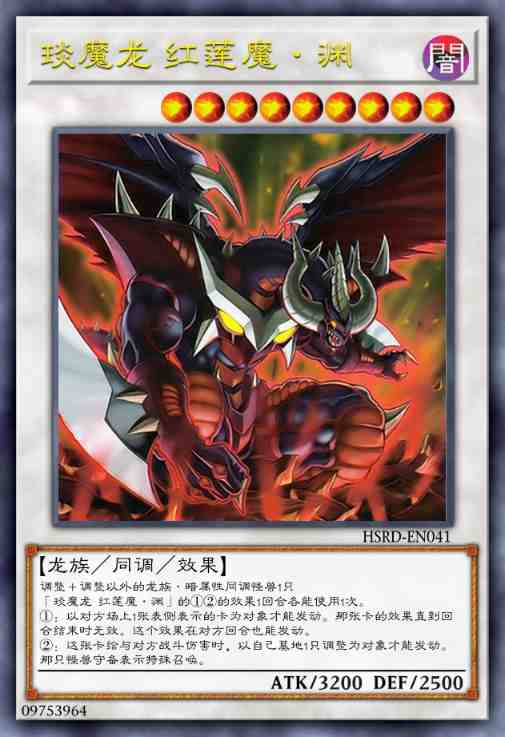 琰魔龙 红莲魔·渊
闇
HSRD-EN041
【龙族／同调／效果】
调整＋调整以外的龙族·暗属性同调怪兽1只
「琰魔龙 红莲魔·渊」的①②的效果1回合各能使用1次。
①：以对方场上1张表侧表示的卡为对象才能发动。那张卡的效果直到回
合结束时无效。这个效果在对方回合也能发动。
②：这张卡给与对方战斗伤害时，以自己墓地1只调整为对象才能发动。
那只怪兽守备表示特殊召唤。
ATK/3200 DEF/2500
09753964